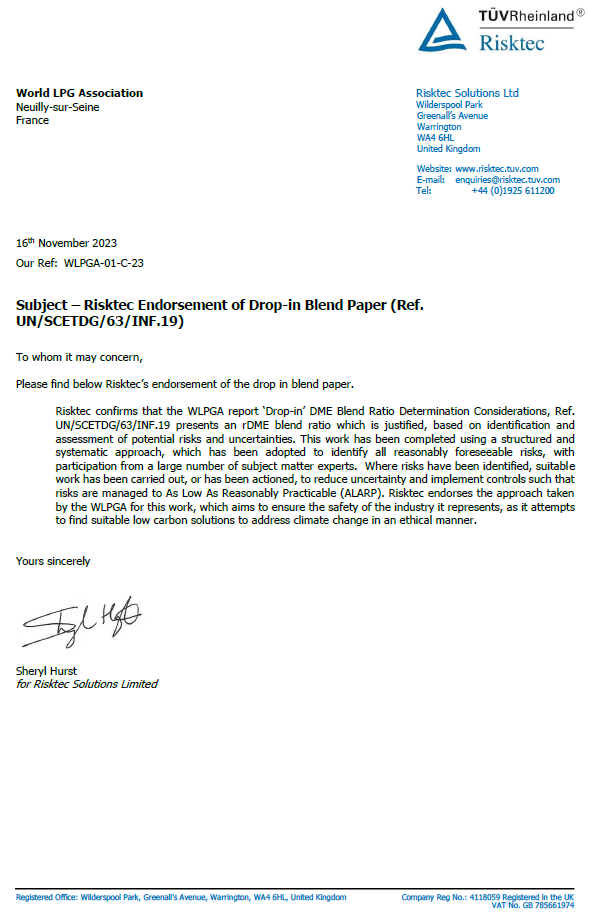 TÜVRheinland®
Risktec
World LPG Association
Neuilly-sur-Seine
France
Risktec Solutions Ltd
Wilderspool Park
Greenall's Avenue
Warrington
WA4 6HL
United Kingdom
Website: www.risktec.tuv.com
E-mail: enquiries@risktec.tuv.com
Tel: +44 (0)1925 611200
16th November 2023
Our Ref: WLPGA-01-C-23
Subject – Risktec Endorsement of Drop-in Blend Paper (Ref.
UN/SCETDG/63/INF.19)
To whom it may concern,
Please find below Risktec's endorsement of the drop in blend paper.
Risktec confirms that the WLPGA report 'Drop-in' DME Blend Ratio Determination Considerations, Ref.
UN/SCETDG/63/INF.19 presents an rDME blend ratio which is justified, based on identification and
assessment of potential risks and uncertainties. This work has been completed using a structured and
systematic approach, which has been adopted to identify all reasonably foreseeable risks, with
participation from a large number of subject matter experts. Where risks have been identified, suitable
work has been carried out, or has been actioned, to reduce uncertainty and implement controls such that
risks are managed to As Low As Reasonably Practicable (ALARP). Risktec endorses the approach taken
by the WLPGA for this work, which aims to ensure the safety of the industry it represents, as it attempts
to find suitable low carbon solutions to address climate change in an ethical manner.
Yours sincerely
Sheryl Hurst
for Risktec Solutions Limited
Registered Office: Wilderspool Park, Greenall's Avenue, Warrington, WA4 6HL, United Kingdom
Company Reg No.: 4118059 Registered in the UK
VAT No. GB 785661974